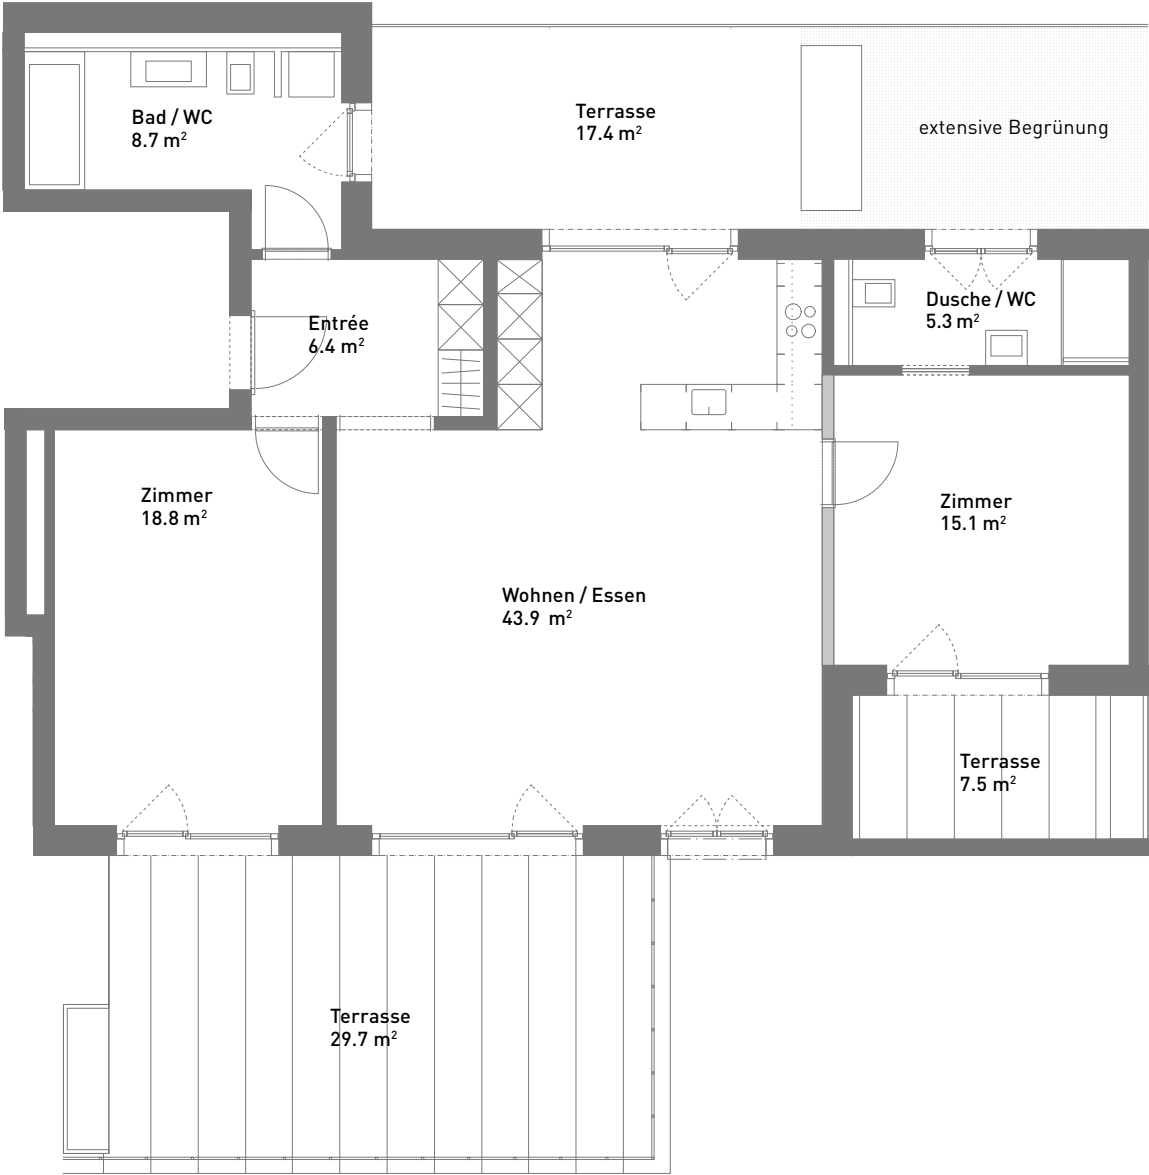 Bad / WC
8.7 m²
Terrasse
17.4 m²
extensive Begrünung
Entrée
6.4 m²
Dusche / WC
5.3 m²
Zimmer
18.8 m²
Zimmer
15.1 m²
Wohnen / Essen
43.9 m²
Terrasse
7.5 m²
Terrasse
29.7 m²